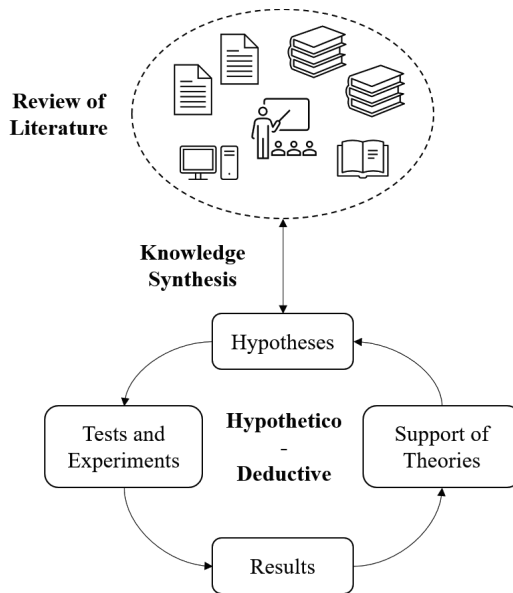 Review of
Literature
Knowledge
Synthesis
Hypotheses
Tests and
Experiments
Hypothetico
-
Deductive
Support of
Theories
Results